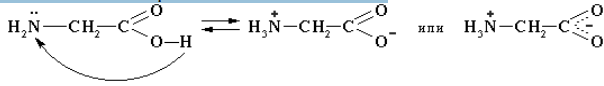 H₂N̈—CH₂—C(=O)O—H ⇌ H₃N⁺—CH₂—C(=O)O⁻ или H₃N⁺—CH₂—C(O)(O)⁻